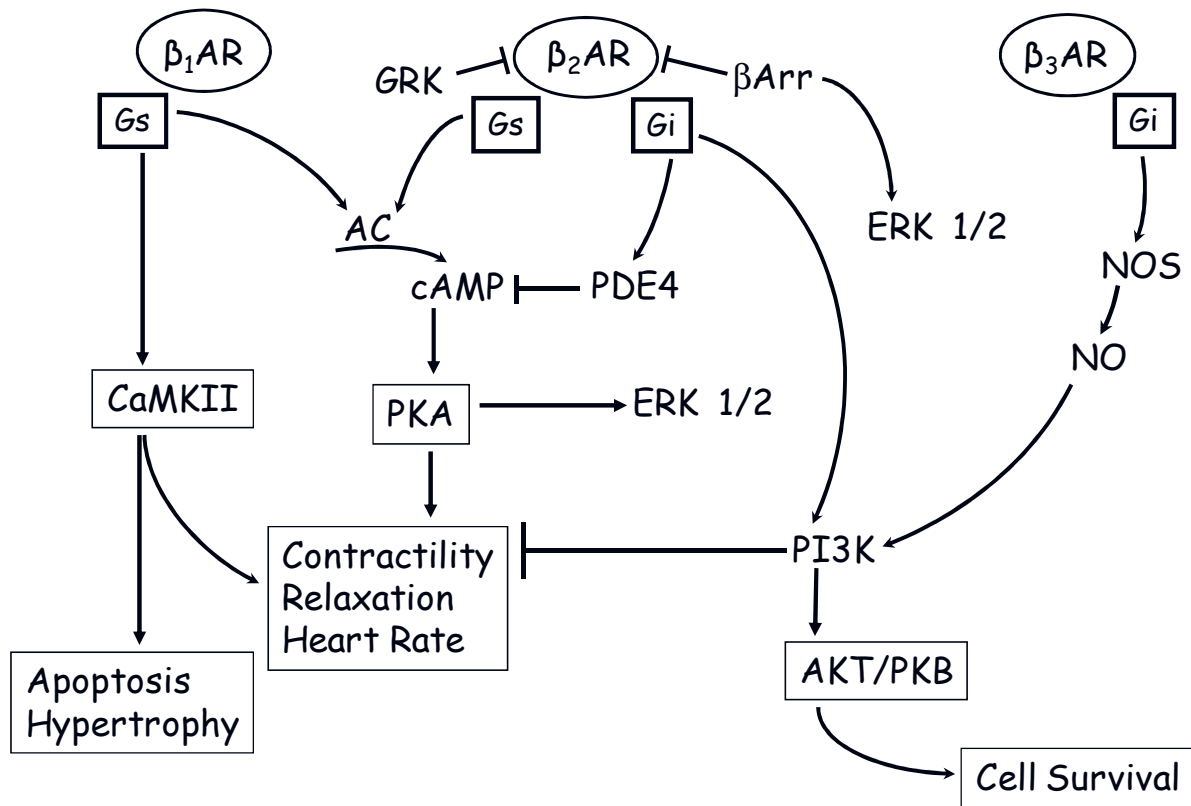 β₁AR
β₂AR
β₃AR
GRK
βArr
Gs
Gs
Gi
Gi
AC
ERK 1/2
cAMP
PDE4
NOS
NO
CaMKII
PKA
ERK 1/2
Contractility
Relaxation
Heart Rate
PI3K
Apoptosis
Hypertrophy
AKT/PKB
Cell Survival